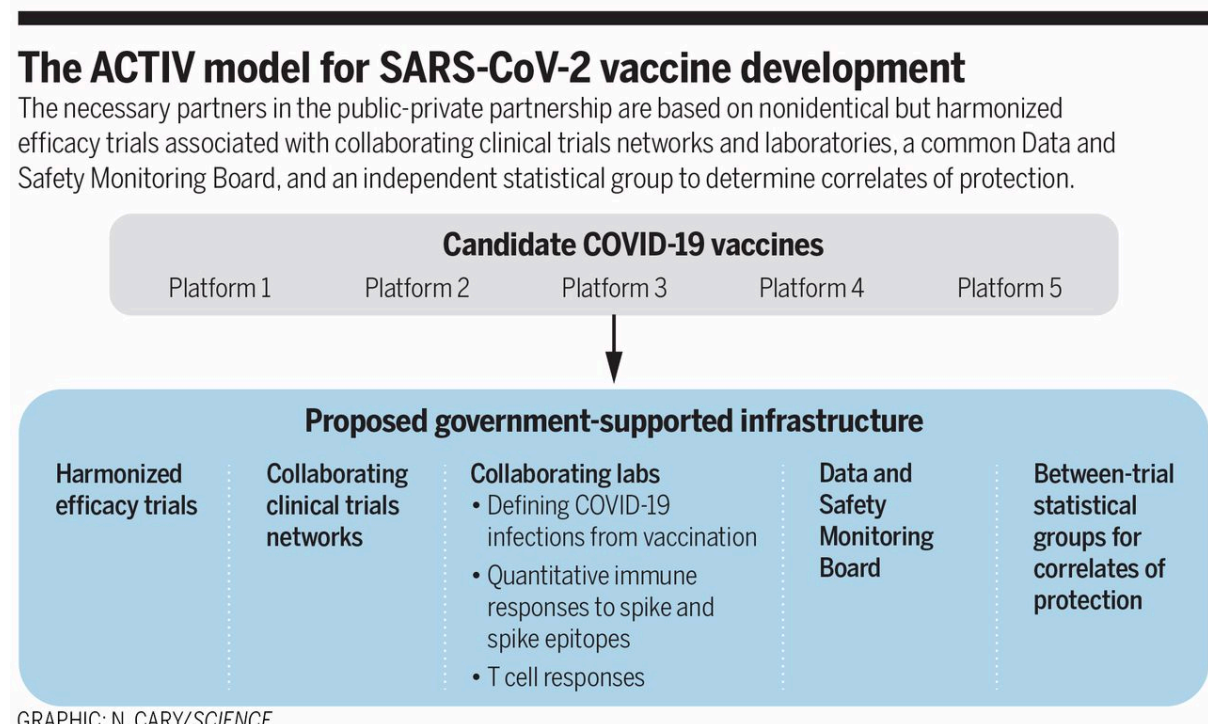 The ACTIV model for SARS-CoV-2 vaccine development
The necessary partners in the public-private partnership are based on nonidentical but harmonized
efficacy trials associated with collaborating clinical trials networks and laboratories, a common Data and
Safety Monitoring Board, and an independent statistical group to determine correlates of protection.
Candidate COVID-19 vaccines
Platform 1 Platform 2 Platform 3 Platform 4 Platform 5
Proposed government-supported infrastructure
Harmonized
efficacy trials
Collaborating
clinical trials
networks
Collaborating labs
• Defining COVID-19
infections from vaccination
• Quantitative immune
responses to spike and
spike epitopes
• T cell responses
Data and
Safety
Monitoring
Board
Between-trial
statistical
groups for
correlates of
protection
GRAPHIC: N. CARY/SCIENCE